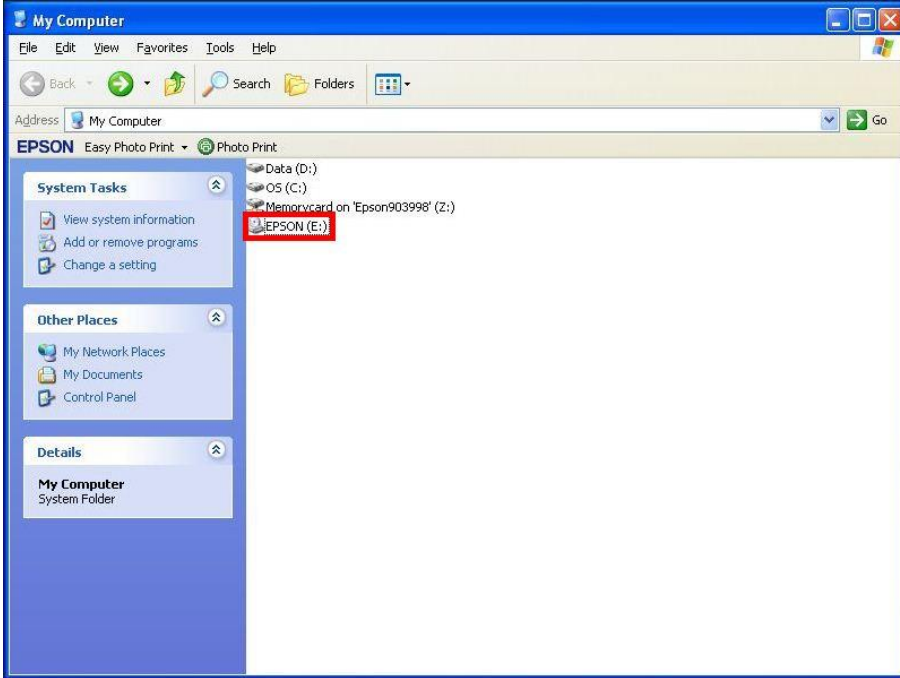 My Computer
File Edit View Favorites Tools Help
Back Search Folders
Address My Computer Go
EPSON Easy Photo Print Photo Print
System Tasks
View system information
Add or remove programs
Change a setting
Other Places
My Network Places
My Documents
Control Panel
Details
My Computer
System Folder
Data (D:)
OS (C:)
Memorycard on 'Epson903998' (Z:)
EPSON (E:)